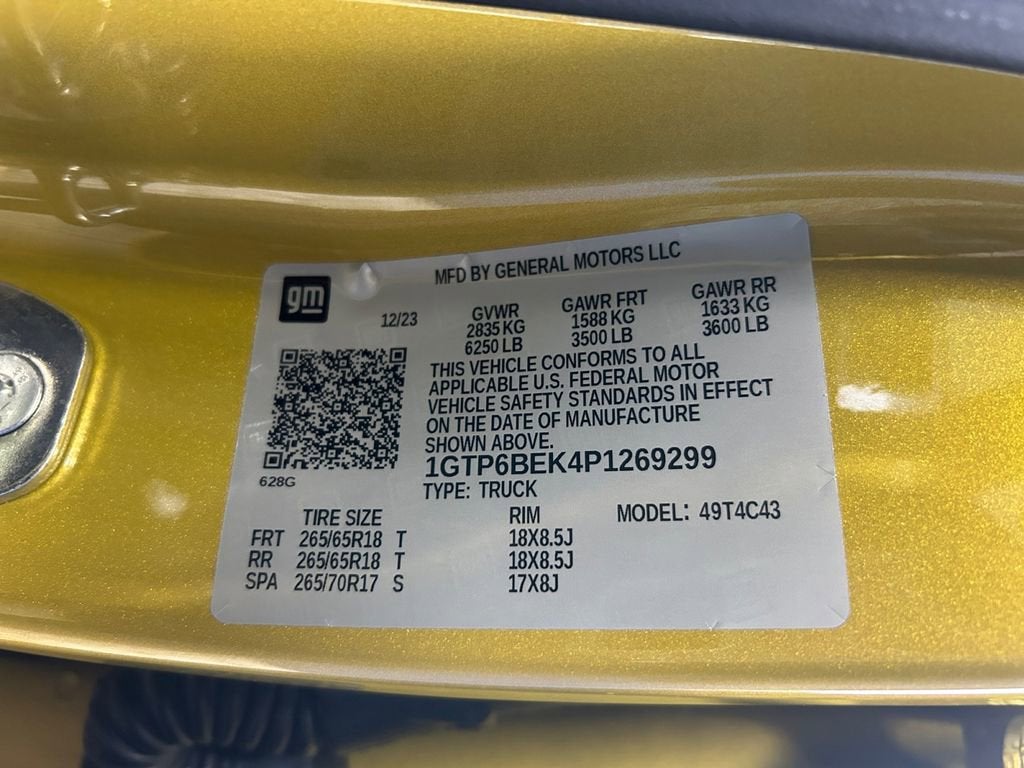 MFD BY GENERAL MOTORS LLC
gm
12/23
GVWR GAWR FRT GAWR RR
2835 KG 1588 KG 1633 KG
6250 LB 3500 LB 3600 LB
THIS VEHICLE CONFORMS TO ALL
APPLICABLE U.S. FEDERAL MOTOR
VEHICLE SAFETY STANDARDS IN EFFECT
ON THE DATE OF MANUFACTURE
SHOWN ABOVE.
628G
1GTP6BEK4P1269299
TYPE: TRUCK
TIRE SIZE RIM MODEL: 49T4C43
FRT 265/65R18 T 18X8.5J
RR 265/65R18 T 18X8.5J
SPA 265/70R17 S 17X8J